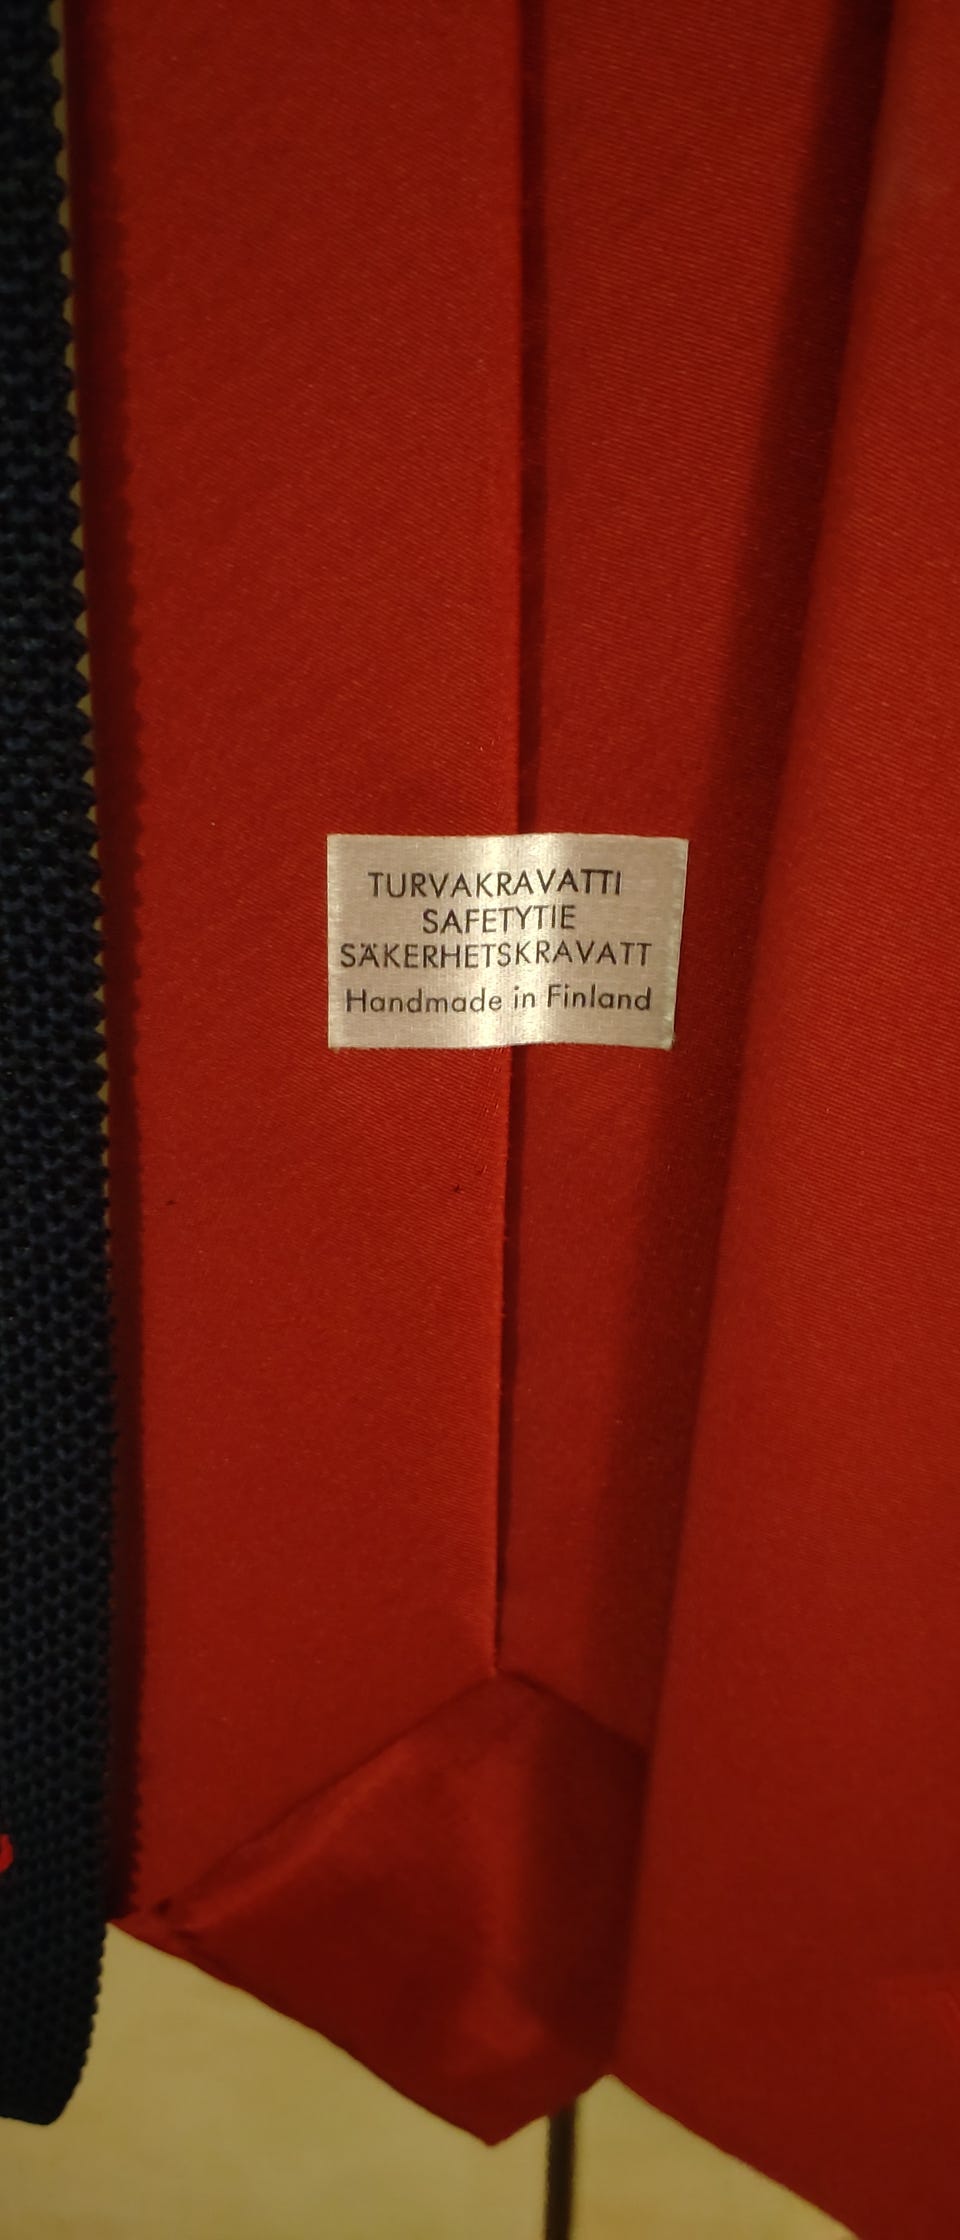 TURVAKRAVATTI
SAFETYTIE
SÄKERHETSKRAVATT
Handmade in Finland